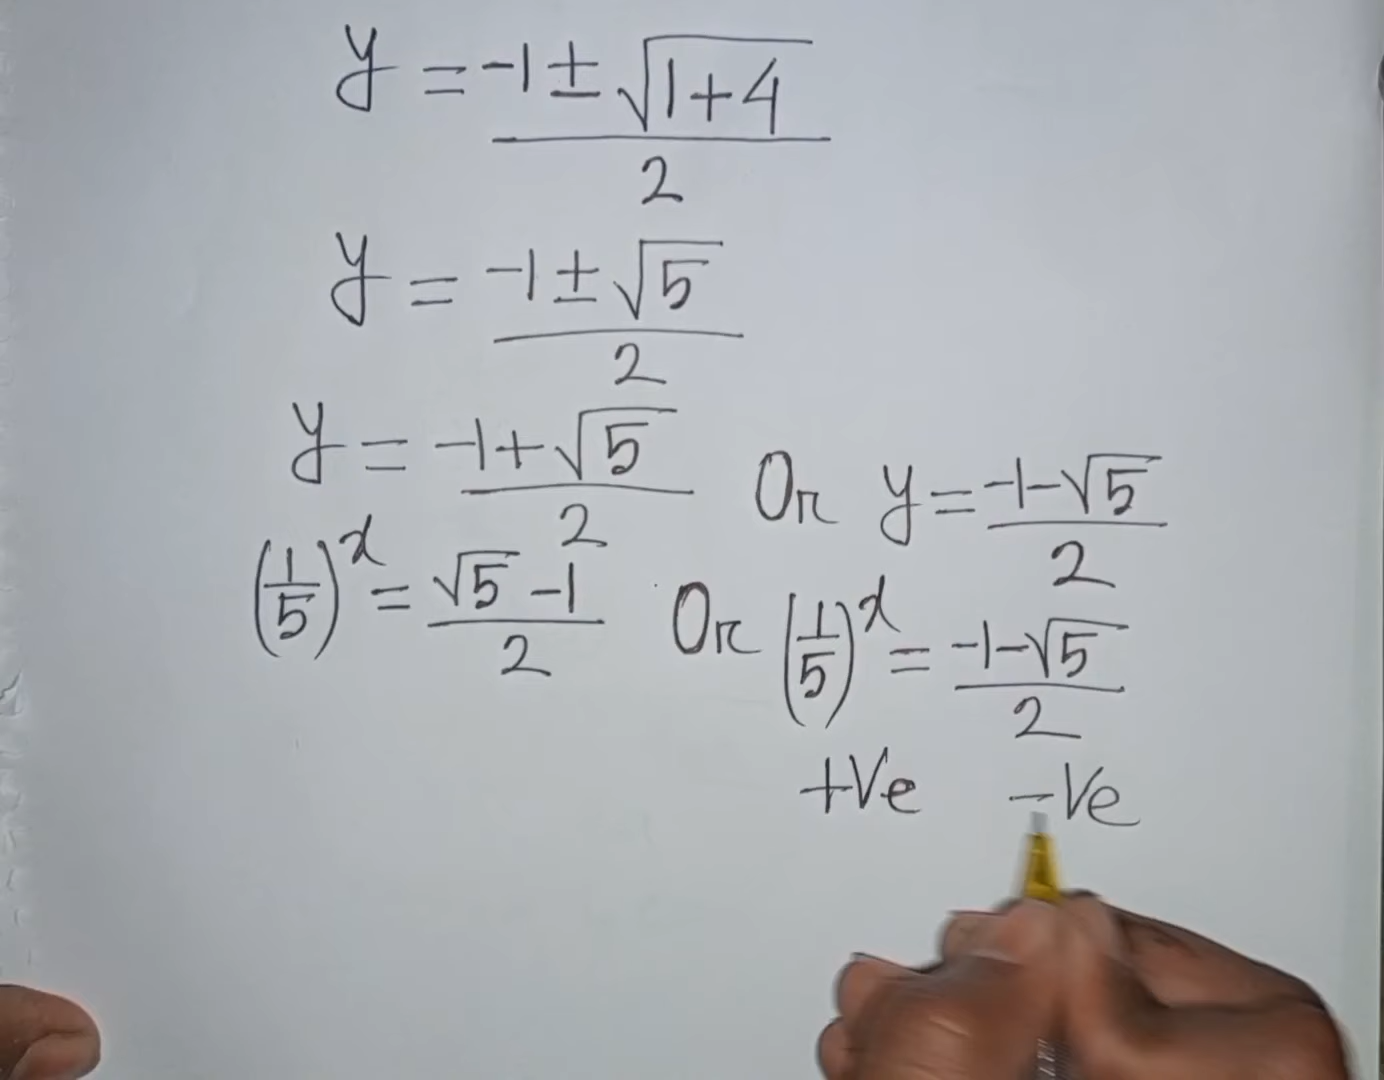 y = -1 ± √1+4 / 2
y = -1 ± √5 / 2
y = -1+√5 / 2 Or y = -1-√5 / 2
(1/5)^x = √5 -1 / 2 Or (1/5)^x = -1-√5 / 2
+Ve -Ve